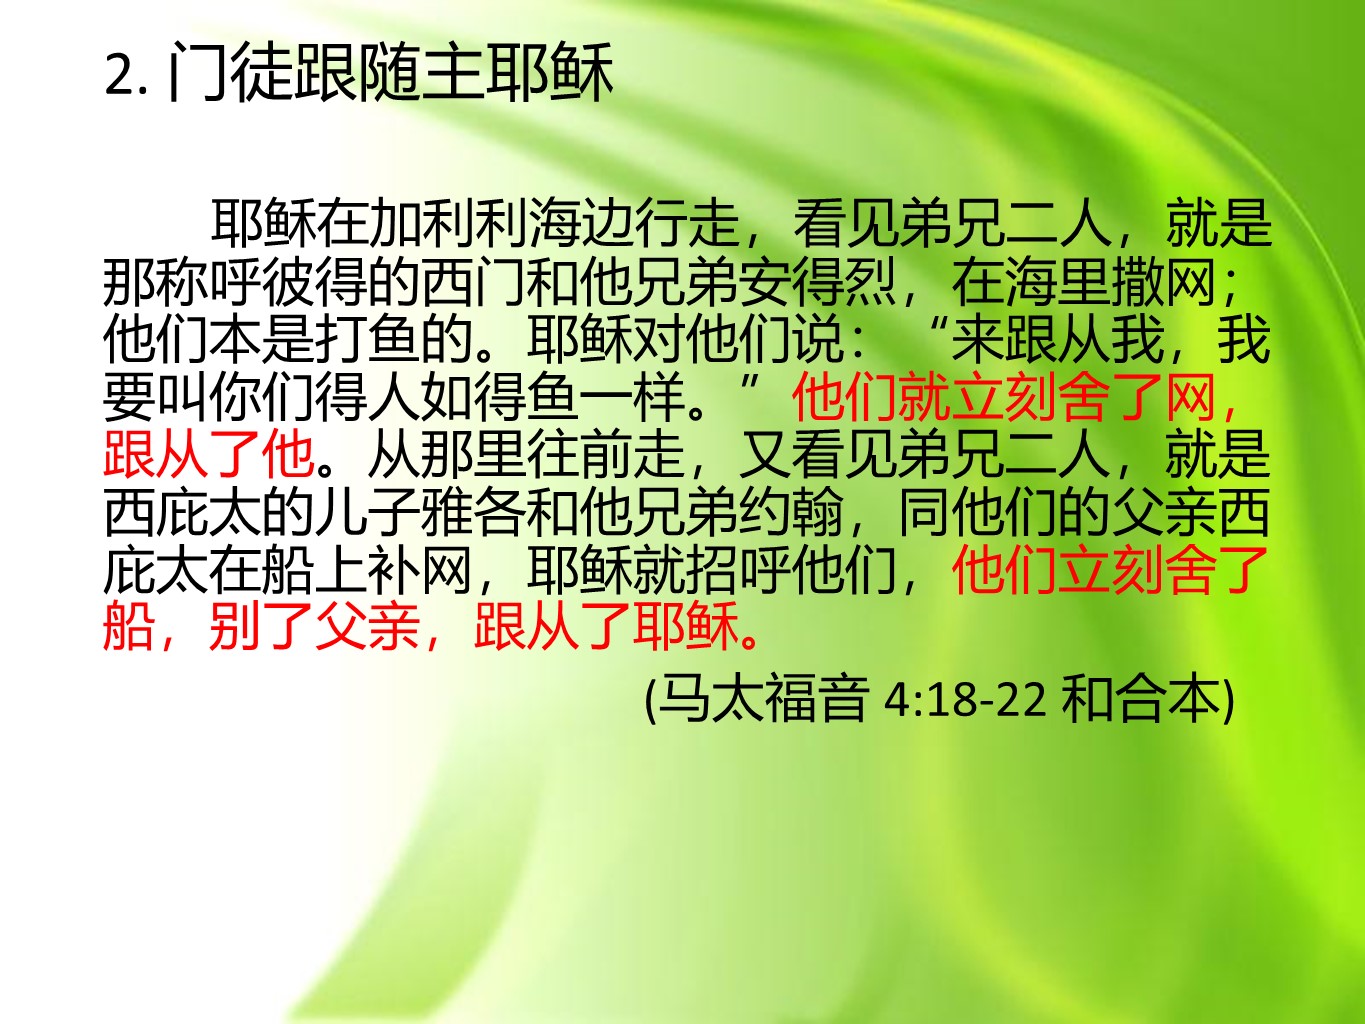 2. 门徒跟随主耶稣
耶稣在加利利海边行走，看见弟兄二人，就是
那称呼彼得的西门和他兄弟安得烈，在海里撒网；
他们本是打鱼的。耶稣对他们说：“来跟从我，我
要叫你们得人如得鱼一样。”他们就立刻舍了网，
跟从了他。从那里往前走，又看见弟兄二人，就是
西庇太的儿子雅各和他兄弟约翰，同他们的父亲西
庇太在船上补网，耶稣就招呼他们，他们立刻舍了
船，别了父亲，跟从了耶稣。
(马太福音 4:18-22 和合本)